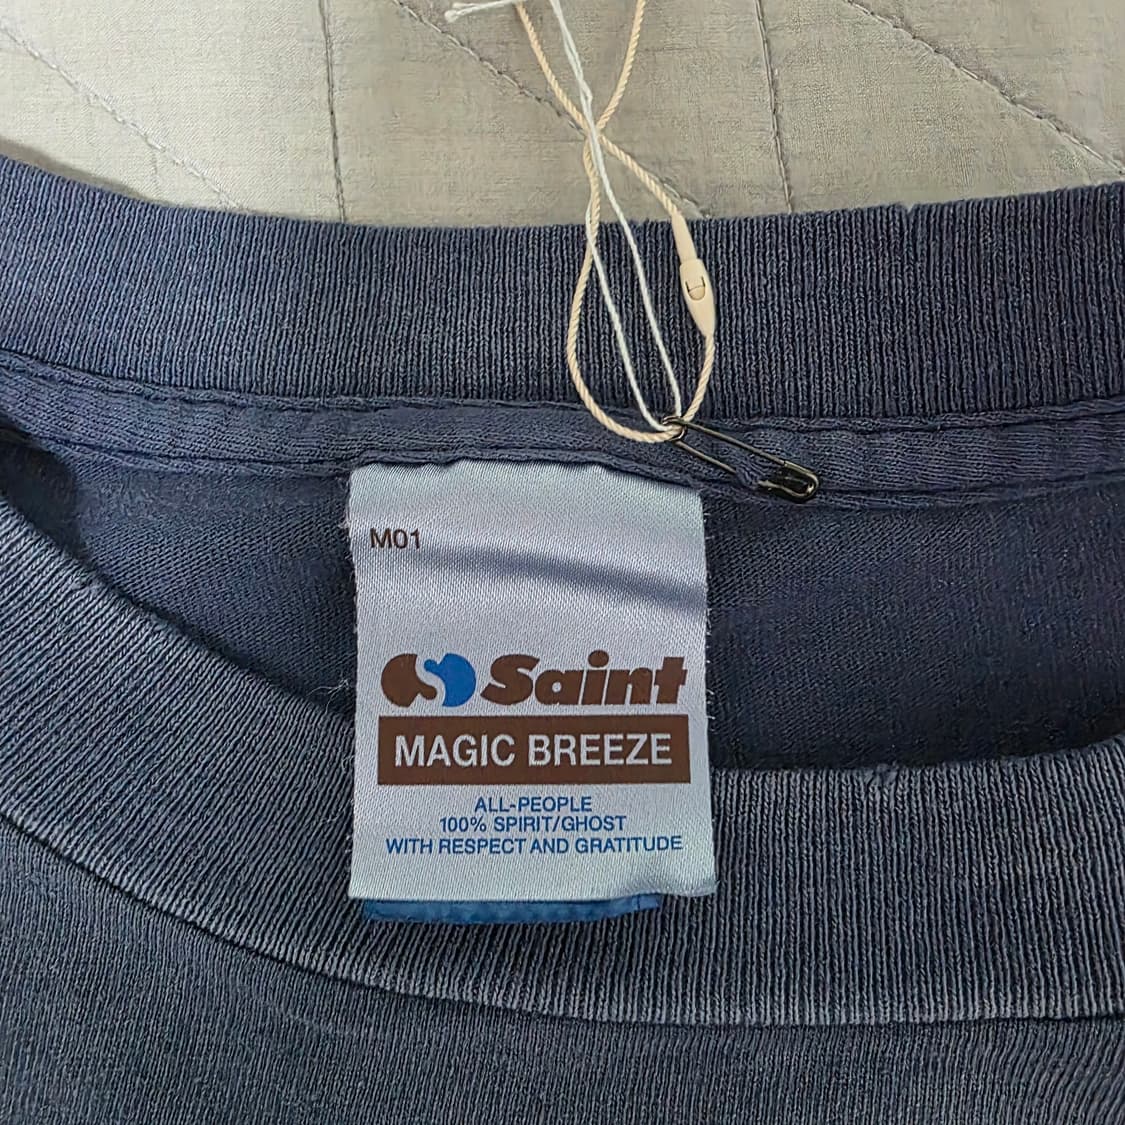 M01
Saint
MAGIC BREEZE
ALL-PEOPLE
100% SPIRIT/GHOST
WITH RESPECT AND GRATITUDE